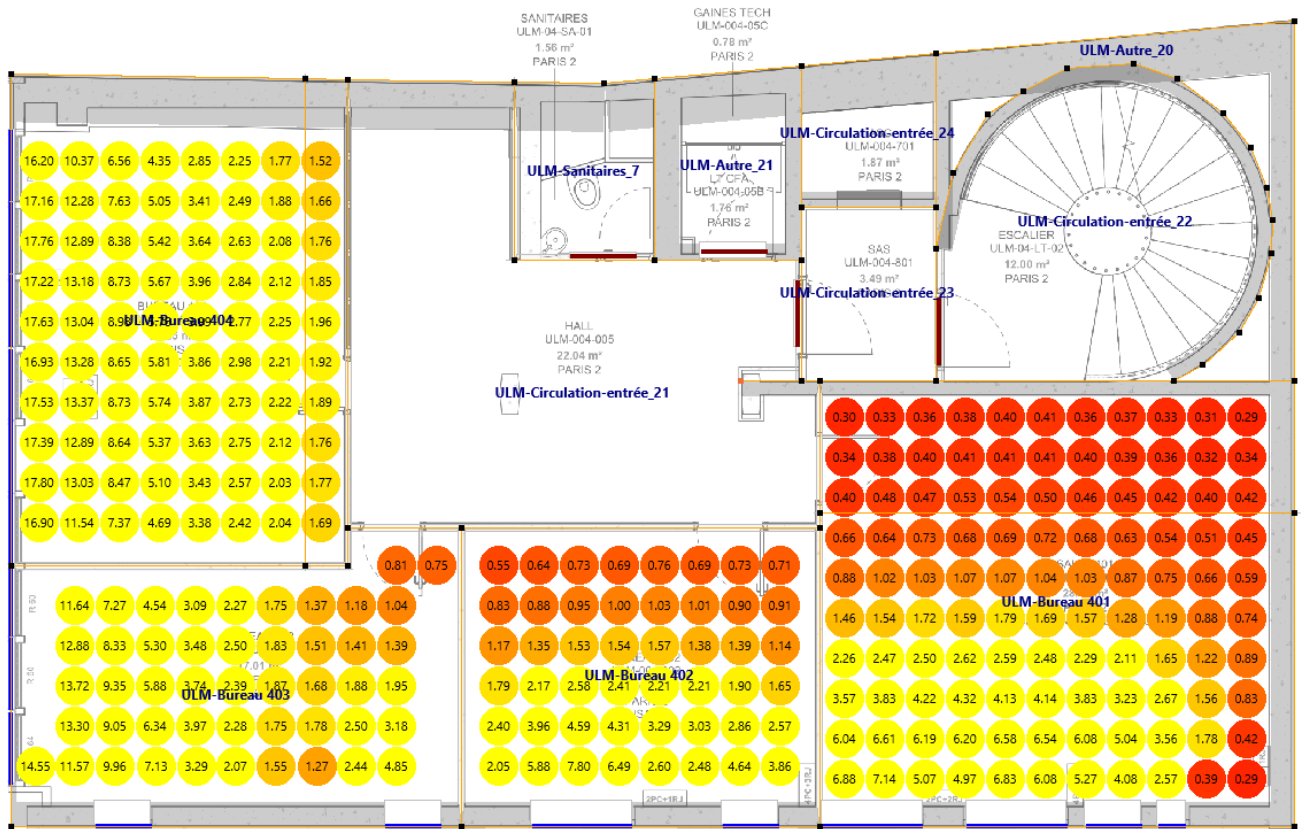 SANITAIRES
ULM-04-SA-01
1.56 m²
PARIS 2
GAINES TECH
ULM-004-05C
0.78 m²
PARIS 2
ULM-Autre_20
ULM-Circulation-entrée_24
ULM-004-701
1.87 m²
PARIS 2
ULM-Sanitaires_7
ULM-Autre_21
LT CFA
ULM-004-05B
1.76 m²
PARIS 2
ULM-Circulation-entrée_22
ESCALIER
ULM-04-LT-02
12.00 m²
PARIS 2
SAS
ULM-004-801
3.49 m²
ULM-Circulation-entrée_23
HALL
ULM-004-005
22.04 m²
PARIS 2
ULM-Circulation-entrée_21
16.20 10.37 6.56 4.35 2.85 2.25 1.77 1.52
17.16 12.28 7.63 5.05 3.41 2.49 1.88 1.66
17.76 12.89 8.38 5.42 3.64 2.63 2.08 1.76
17.22 13.18 8.73 5.67 3.96 2.84 2.12 1.85
ULM-Bureau 404
17.63 13.04 2.77 2.25 1.96
16.93 13.28 8.65 5.81 3.86 2.98 2.21 1.92
17.53 13.37 8.73 5.74 3.87 2.73 2.22 1.89
17.39 12.89 8.64 5.37 3.63 2.75 2.12 1.76
17.80 13.03 8.47 5.10 3.43 2.57 2.03 1.77
16.90 11.54 7.37 4.69 3.38 2.42 2.04 1.69
0.81 0.75
11.64 7.27 4.54 3.09 2.27 1.75 1.37 1.18 1.04
12.88 8.33 5.30 3.48 2.50 1.83 1.51 1.41 1.39
13.72 9.35 5.88 3.74 2.39 1.87 1.68 1.88 1.95
ULM-Bureau 403
13.30 9.05 6.34 3.97 2.28 1.75 1.78 2.50 3.18
14.55 11.57 9.96 7.13 3.29 2.07 1.55 1.27 2.44 4.85
0.55 0.64 0.73 0.69 0.76 0.69 0.73 0.71
0.83 0.88 0.95 1.00 1.03 1.01 0.90 0.91
1.17 1.35 1.53 1.54 1.57 1.38 1.39 1.14
ULM-Bureau 402
1.79 2.17 2.58 2.41 2.21 2.21 1.90 1.65
2.40 3.96 4.59 4.31 3.29 3.03 2.86 2.57
2.05 5.88 7.80 6.49 2.60 2.48 4.64 3.86
2PC+1RJ
0.30 0.33 0.36 0.38 0.40 0.41 0.36 0.37 0.33 0.31 0.29
0.34 0.38 0.40 0.41 0.41 0.41 0.40 0.39 0.36 0.32 0.34
0.40 0.48 0.47 0.53 0.54 0.50 0.46 0.45 0.42 0.40 0.42
0.66 0.64 0.73 0.68 0.69 0.72 0.68 0.63 0.54 0.51 0.45
0.88 1.02 1.03 1.07 1.07 1.04 1.03 0.87 0.75 0.66 0.59
ULM-Bureau 401
1.46 1.54 1.72 1.59 1.79 1.69 1.57 1.28 1.19 0.88 0.74
2.26 2.47 2.50 2.62 2.59 2.48 2.29 2.11 1.65 1.22 0.89
3.57 3.83 4.22 4.32 4.13 4.14 3.83 3.23 2.67 1.56 0.83
6.04 6.61 6.19 6.20 6.58 6.54 6.08 5.04 3.56 1.78 0.42
6.88 7.14 5.07 4.97 6.83 6.08 5.27 4.08 2.57 0.39 0.29